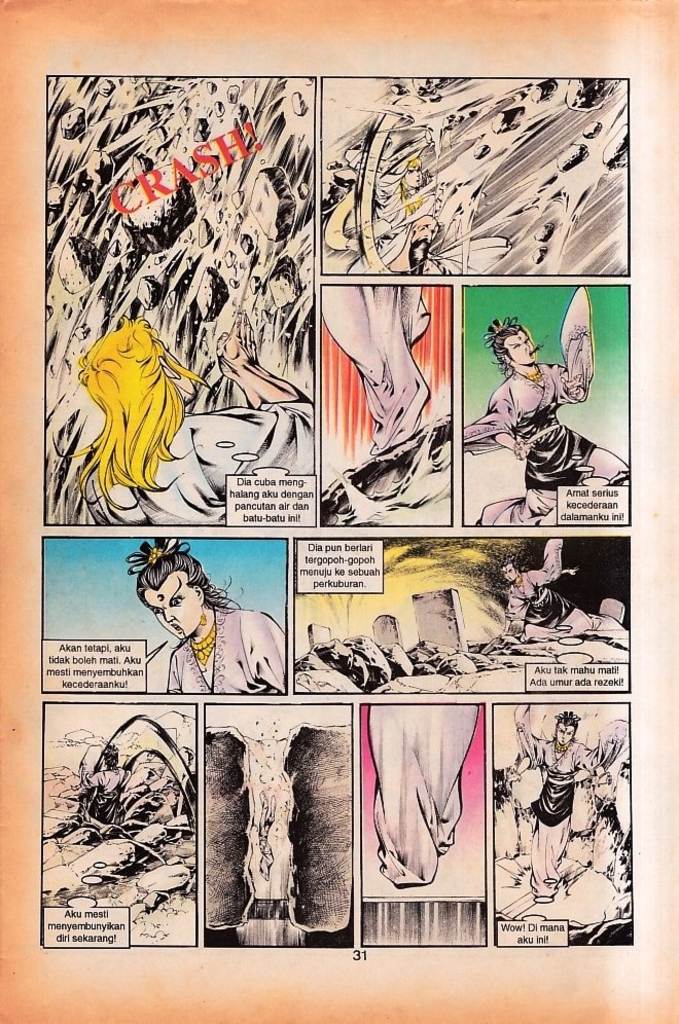 CRASH!
Dia cuba meng-
halang aku dengan
pancutan air dan
batu-batu ini!
Amat serius
kecederaan
dalamanku ini!
Akan tetapi, aku
tidak boleh mati. Aku
mesti menyembuhkan
kecederaanku!
Dia pun berlari
tergopoh-gopoh
menuju ke sebuah
perkuburan.
Aku tak mahu mati!
Ada umur ada rezeki!
Aku mesti
menyembunyikan
diri sekarang!
Wow! Di mana
aku ini!
31